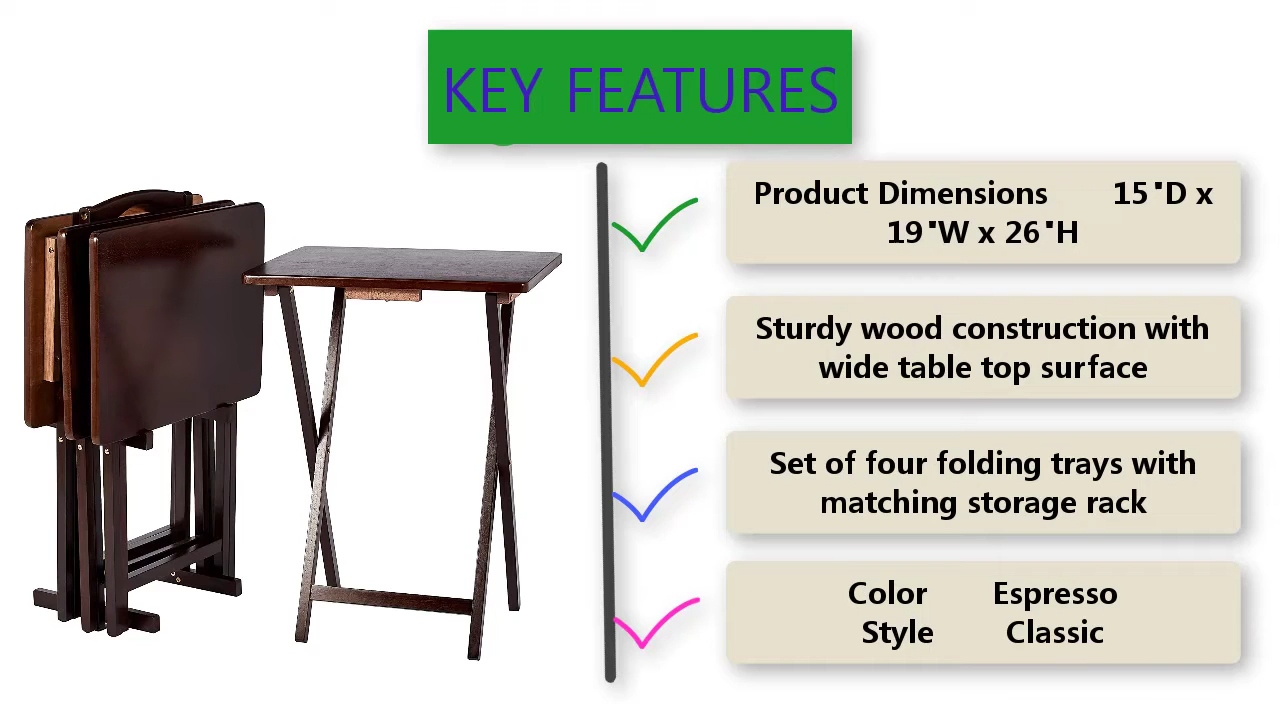 KEY FEATURES
Product Dimensions 15"D x
19"W x 26"H
Sturdy wood construction with
wide table top surface
Set of four folding trays with
matching storage rack
Color Espresso
Style Classic